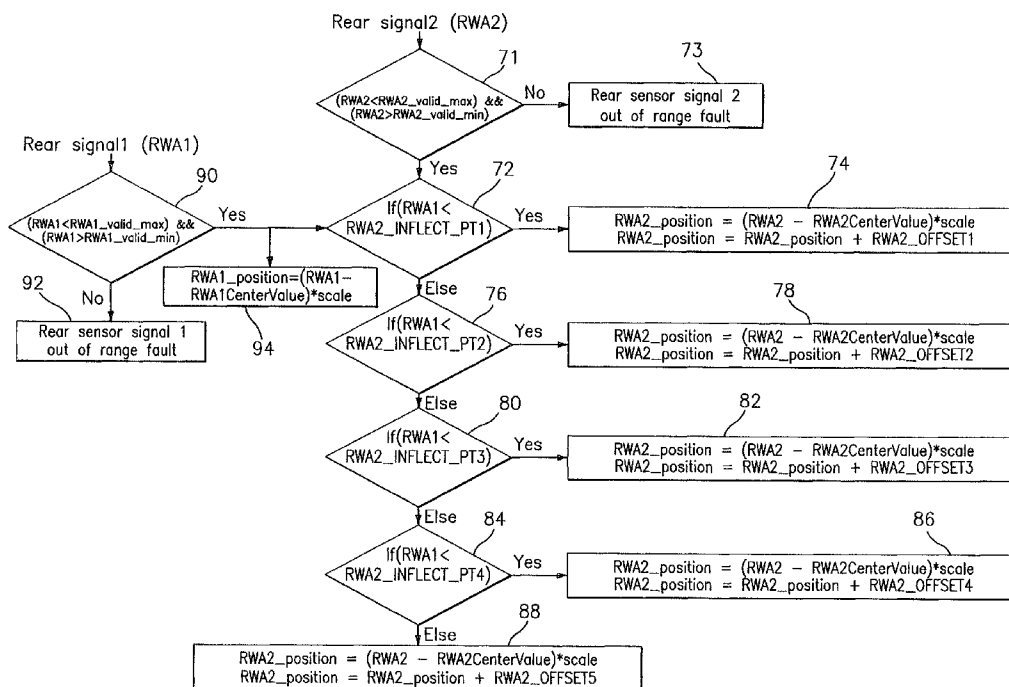 Rear signal2 (RWA2)
71
(RWA2<RWA2_valid_max) &&
(RWA2>RWA2_valid_min)
No
73
Rear sensor signal 2
out of range fault
Yes
Rear signal1 (RWA1)
90
(RWA1<RWA1_valid_max) &&
(RWA1>RWA1_valid_min)
Yes
No
92
Rear sensor signal 1
out of range fault
RWA1_position=(RWA1-
RWA1CenterValue)*scale
94
72
If(RWA1<
RWA2_INFLECT_PT1)
Yes
74
RWA2_position = (RWA2 - RWA2CenterValue)*scale
RWA2_position = RWA2_position + RWA2_OFFSET1
Else
76
If(RWA1<
RWA2_INFLECT_PT2)
Yes
78
RWA2_position = (RWA2 - RWA2CenterValue)*scale
RWA2_position = RWA2_position + RWA2_OFFSET2
Else
80
If(RWA1<
RWA2_INFLECT_PT3)
Yes
82
RWA2_position = (RWA2 - RWA2CenterValue)*scale
RWA2_position = RWA2_position + RWA2_OFFSET3
Else
84
If(RWA1<
RWA2_INFLECT_PT4)
Yes
86
RWA2_position = (RWA2 - RWA2CenterValue)*scale
RWA2_position = RWA2_position + RWA2_OFFSET4
Else
88
RWA2_position = (RWA2 - RWA2CenterValue)*scale
RWA2_position = RWA2_position + RWA2_OFFSET5